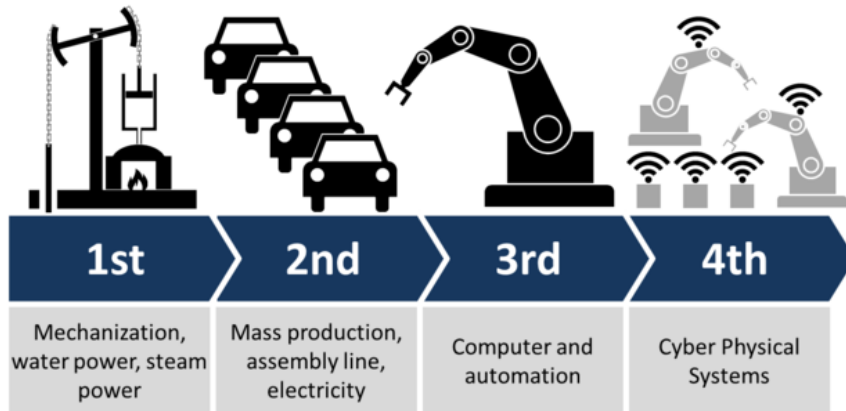 1st
2nd
3rd
4th
Mechanization,
water power, steam
power
Mass production,
assembly line,
electricity
Computer and
automation
Cyber Physical
Systems